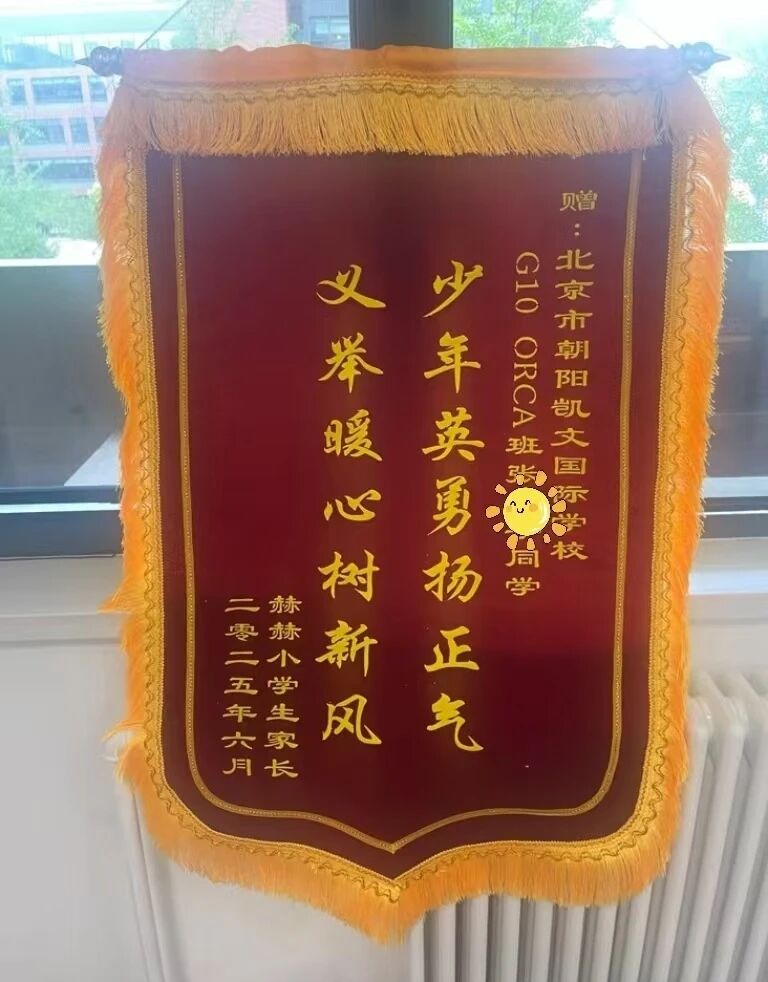 赠：北京市朝阳凯文国际学校
G10 ORCA班张同学
少年英勇扬正气
义举暖心树新风
赫赫小学生家长
二零二五年六月